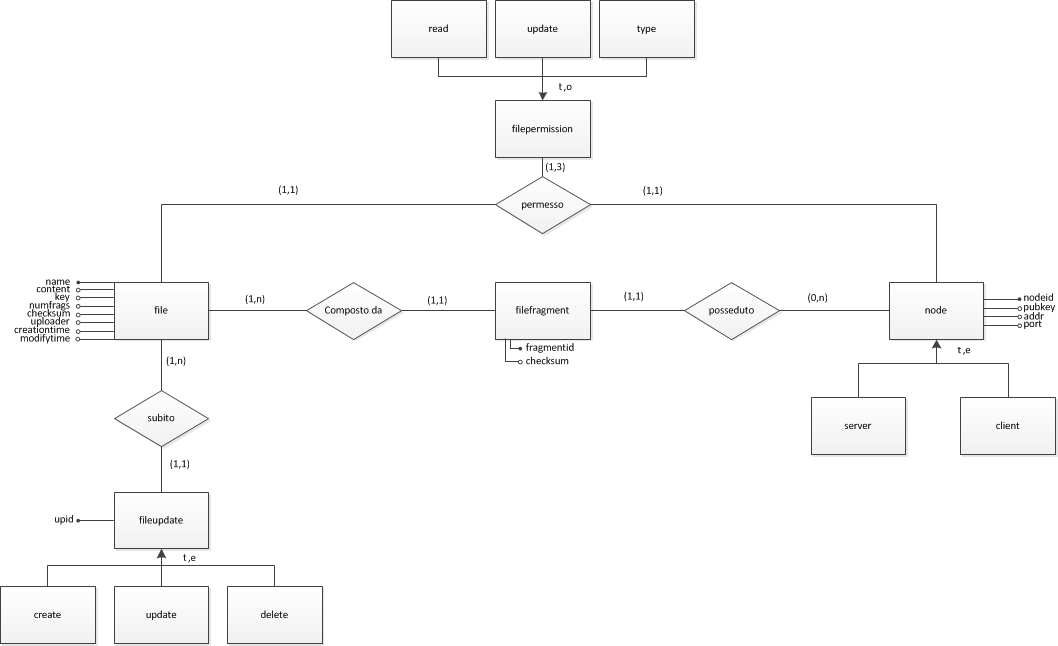 read
update
type
t,o
filepermission
(1,3)
(1,1)
permesso
(1,1)
name
content
key
numfrags
checksum
uploader
creationtime
modifytime
file
(1,n)
Composto da
(1,1)
filefragment
fragmentid
checksum
(1,1)
posseduto
(0,n)
node
nodeid
pubkey
addr
port
t,e
server
client
(1,n)
subito
(1,1)
upid
fileupdate
t,e
create
update
delete